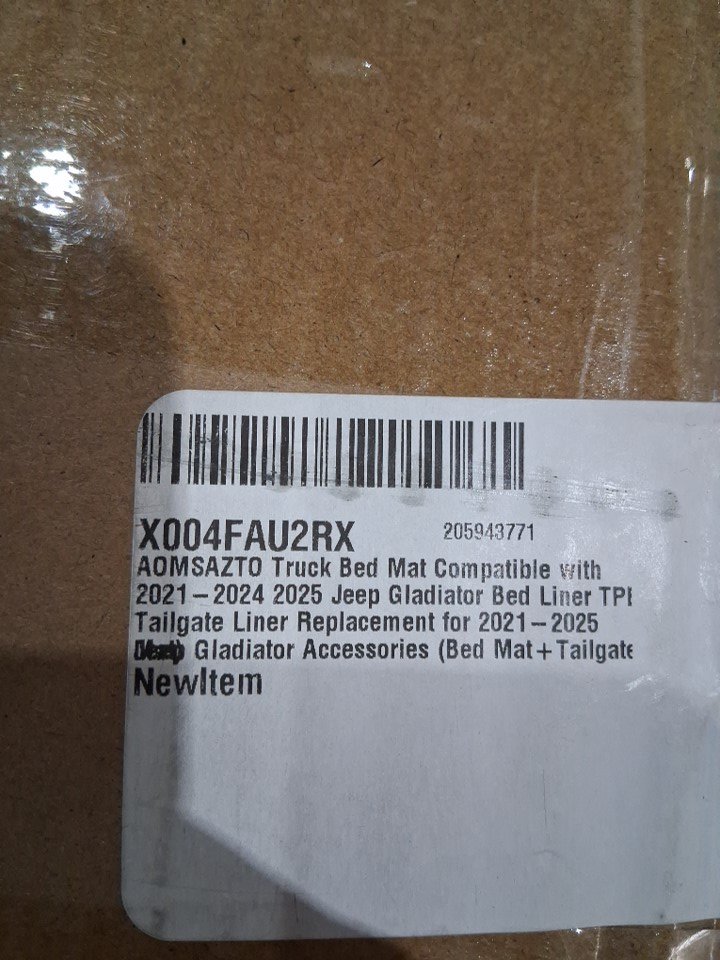 X004FAU2RX 205943771
AOMSAZTO Truck Bed Mat Compatible with
2021-2024 2025 Jeep Gladiator Bed Liner TPE
Tailgate Liner Replacement for 2021-2025
Gladiator Accessories (Bed Mat+Tailgate
NewItem